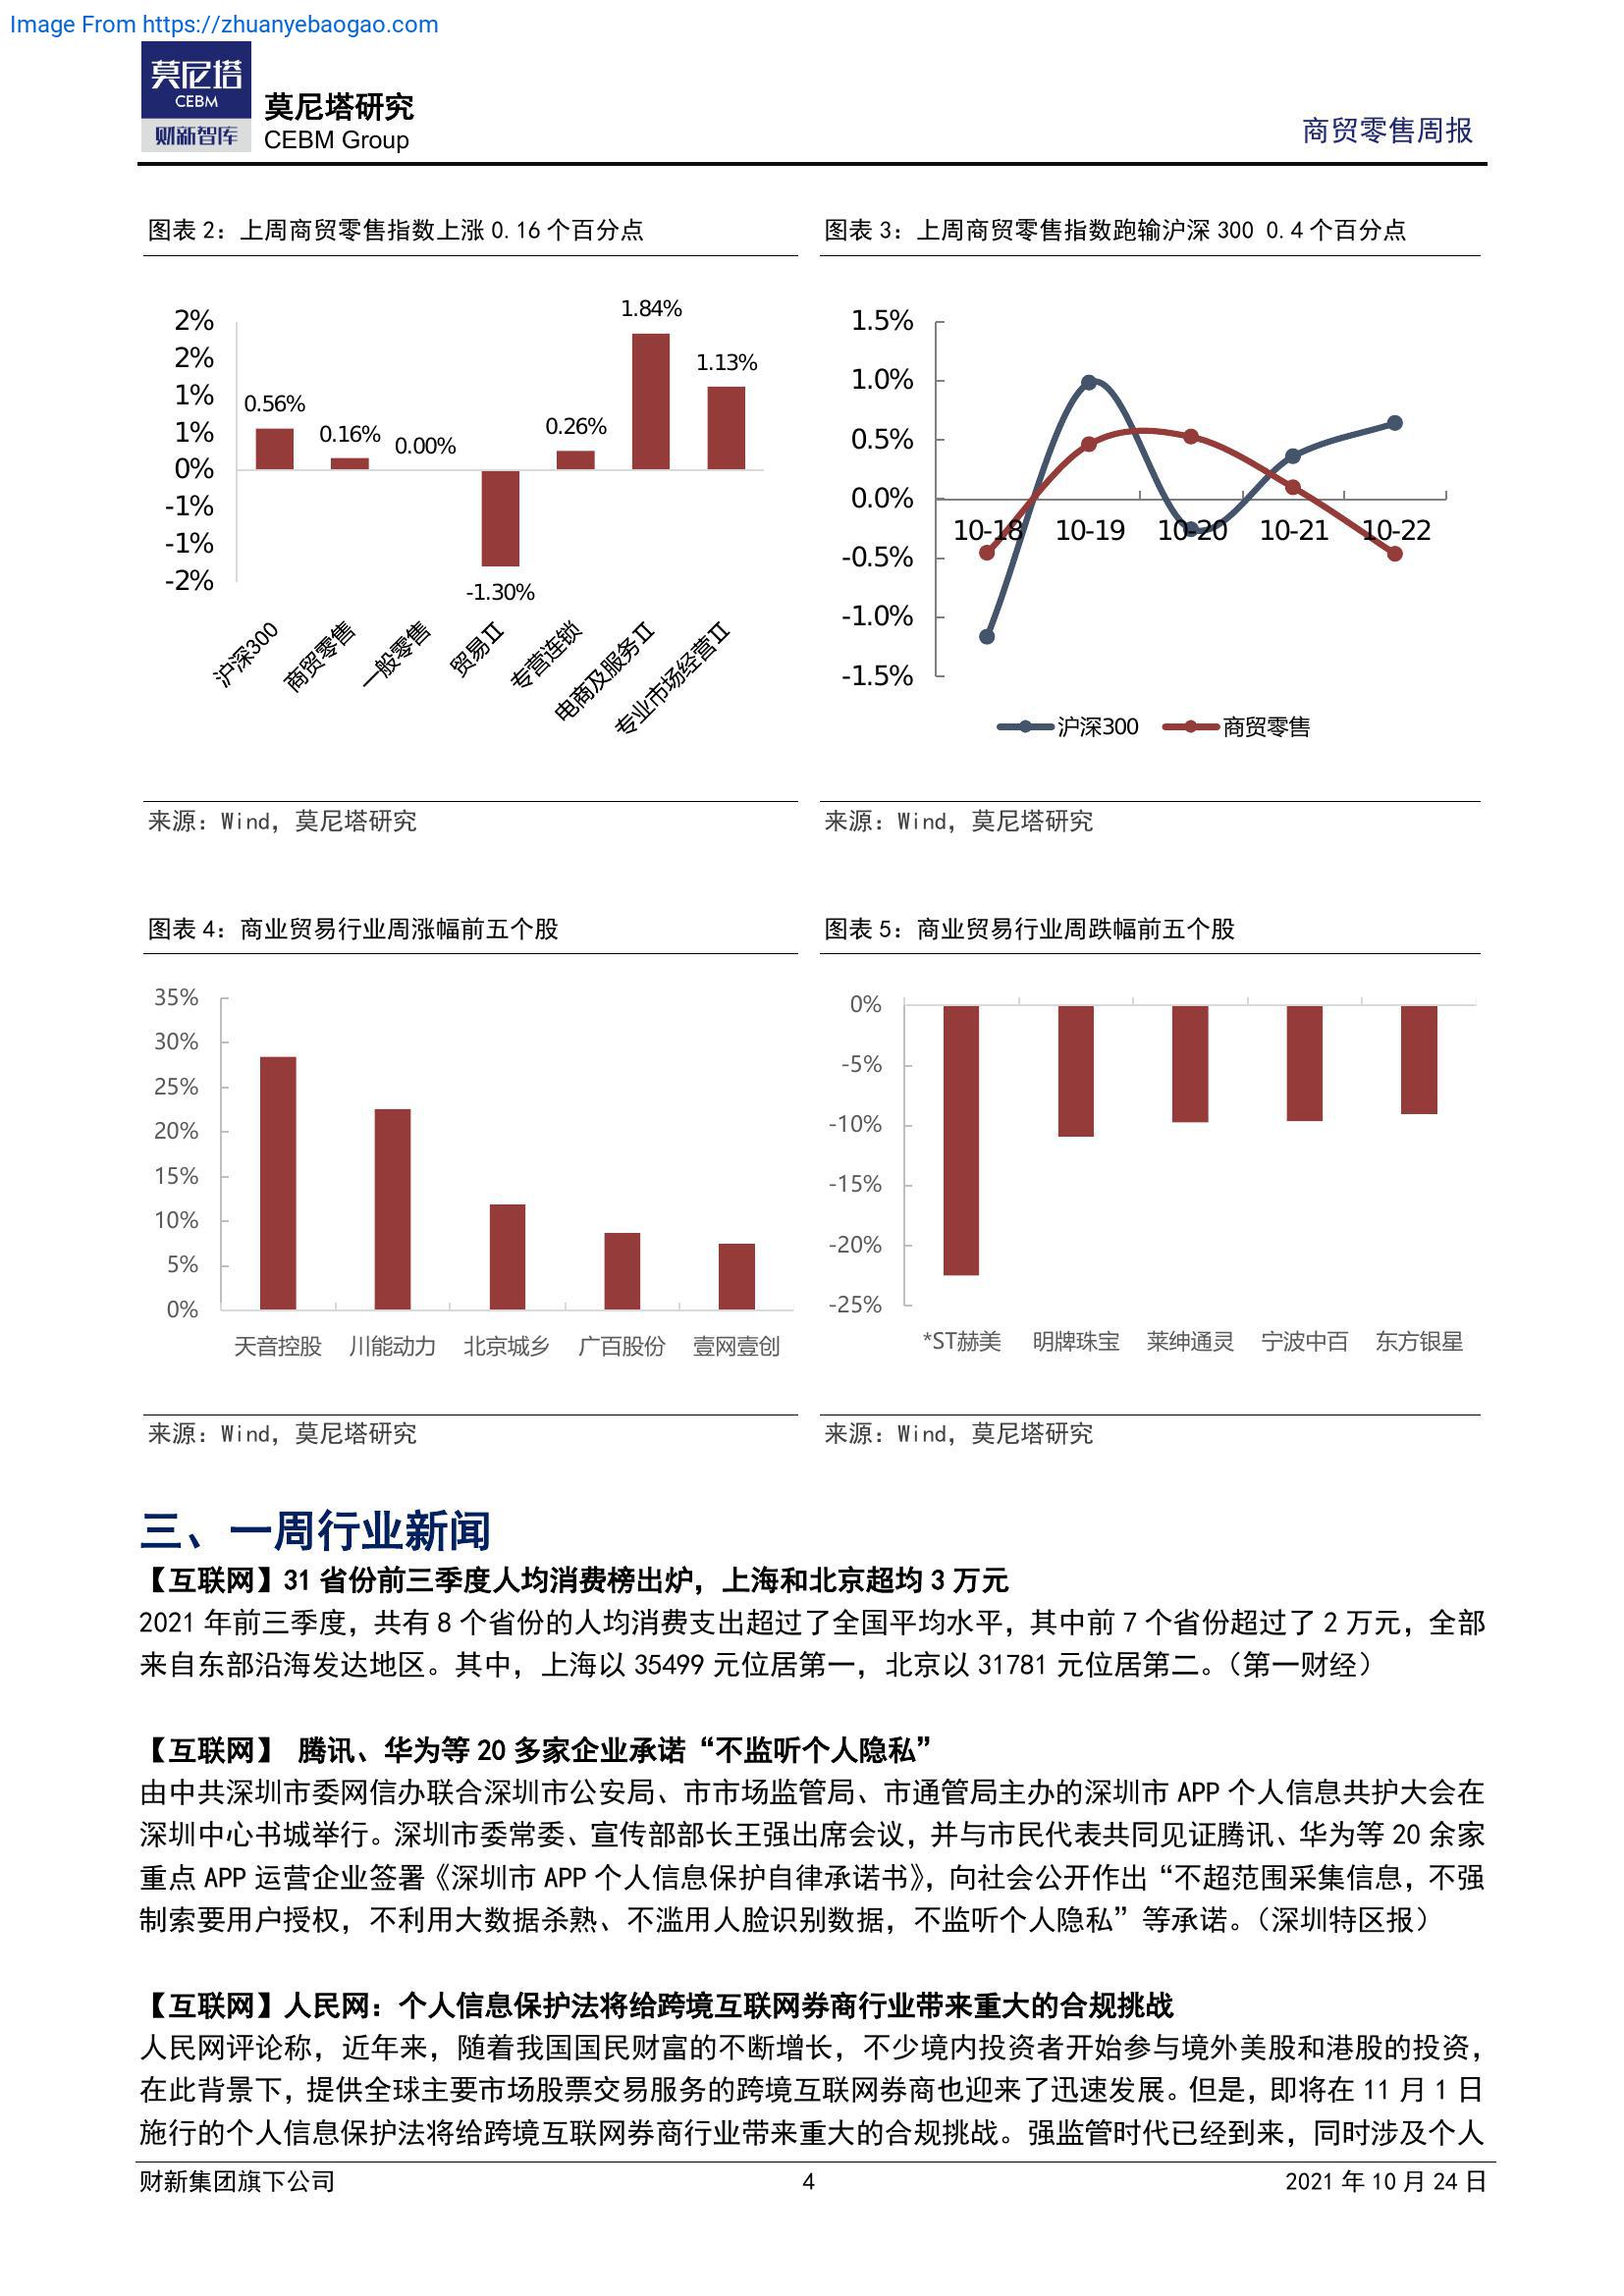 Image From https://zhuanyebaogao.com
莫尼塔
CEBM
财新智库
莫尼塔研究
CEBM Group
商贸零售周报
图表 2：上周商贸零售指数上涨 0.16 个百分点
2%
2%
1%
1%
0%
-1%
-1%
-2%
0.56%
0.16%
0.00%
-1.30%
0.26%
1.84%
1.13%
沪深300
商贸零售
一般零售
贸易Ⅱ
专营连锁
电商及服务Ⅱ
专业市场经营Ⅱ
来源：Wind，莫尼塔研究
图表 3：上周商贸零售指数跑输沪深 300 0.4 个百分点
1.5%
1.0%
0.5%
0.0%
-0.5%
-1.0%
-1.5%
10-18
10-19
10-20
10-21
10-22
沪深300
商贸零售
来源：Wind，莫尼塔研究
图表 4：商业贸易行业周涨幅前五个股
35%
30%
25%
20%
15%
10%
5%
0%
天音控股
川能动力
北京城乡
广百股份
壹网壹创
来源：Wind，莫尼塔研究
图表 5：商业贸易行业周跌幅前五个股
0%
-5%
-10%
-15%
-20%
-25%
*ST赫美
明牌珠宝
莱绅通灵
宁波中百
东方银星
来源：Wind，莫尼塔研究
三、一周行业新闻
【互联网】31 省份前三季度人均消费榜出炉，上海和北京超均 3 万元
2021 年前三季度，共有 8 个省份的人均消费支出超过了全国平均水平，其中前 7 个省份超过了 2 万元，全部
来自东部沿海发达地区。其中，上海以 35499 元位居第一，北京以 31781 元位居第二。（第一财经）
【互联网】 腾讯、华为等 20 多家企业承诺“不监听个人隐私”
由中共深圳市委网信办联合深圳市公安局、市市场监管局、市通管局主办的深圳市 APP 个人信息共护大会在
深圳中心书城举行。深圳市委常委、宣传部部长王强出席会议，并与市民代表共同见证腾讯、华为等 20 余家
重点 APP 运营企业签署《深圳市 APP 个人信息保护自律承诺书》，向社会公开作出“不超范围采集信息，不强
制索要用户授权，不利用大数据杀熟、不滥用人脸识别数据，不监听个人隐私”等承诺。（深圳特区报）
【互联网】人民网：个人信息保护法将给跨境互联网券商行业带来重大的合规挑战
人民网评论称，近年来，随着我国国民财富的不断增长，不少境内投资者开始参与境外美股和港股的投资，
在此背景下，提供全球主要市场股票交易服务的跨境互联网券商也迎来了迅速发展。但是，即将在 11 月 1 日
施行的个人信息保护法将给跨境互联网券商行业带来重大的合规挑战。强监管时代已经到来，同时涉及个人
财新集团旗下公司
4
2021 年 10 月 24 日